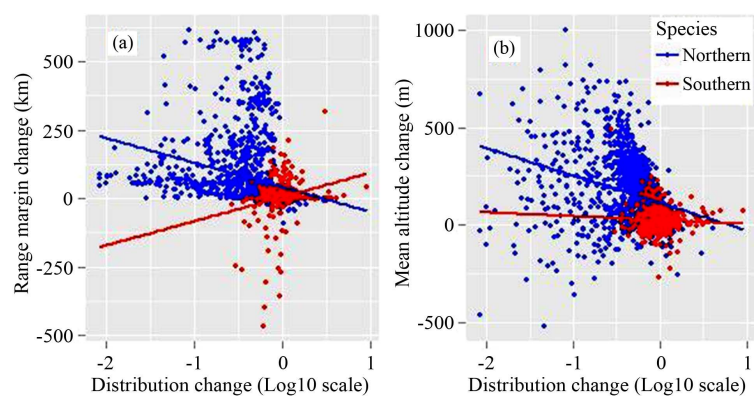 (a)
500
250
0
-250
-500
Range margin change (km)
-2 -1 0 1
Distribution change (Log10 scale)
(b)
Species
Northern
Southern
1000
500
0
-500
Mean altitude change (m)
-2 -1 0 1
Distribution change (Log10 scale)